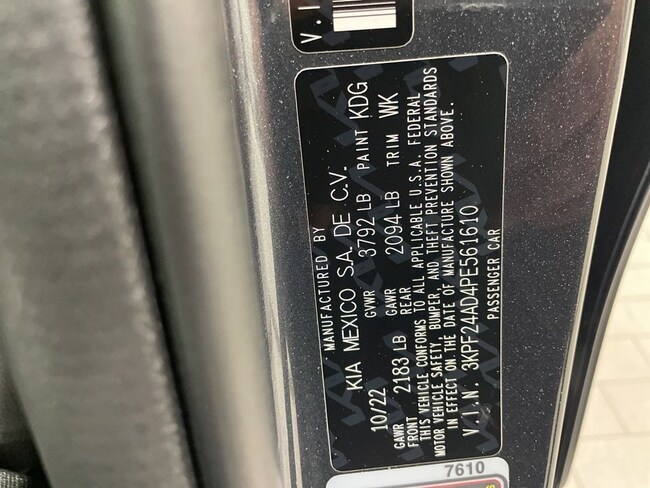 V. I
MANUFACTURED BY
KIA MEXICO S.A. DE C.V.
10/22 GVWR 3792 LB PAINT KDG
GAWR FRONT 2183 LB GAWR REAR 2094 LB TRIM WK
THIS VEHICLE CONFORMS TO ALL APPLICABLE U.S.A. FEDERAL
MOTOR VEHICLE SAFETY, BUMPER, AND THEFT PREVENTION STANDARDS
IN EFFECT ON THE DATE OF MANUFACTURE SHOWN ABOVE.
V. I. N. 3KPF24AD4PE561610
PASSENGER CAR
7610